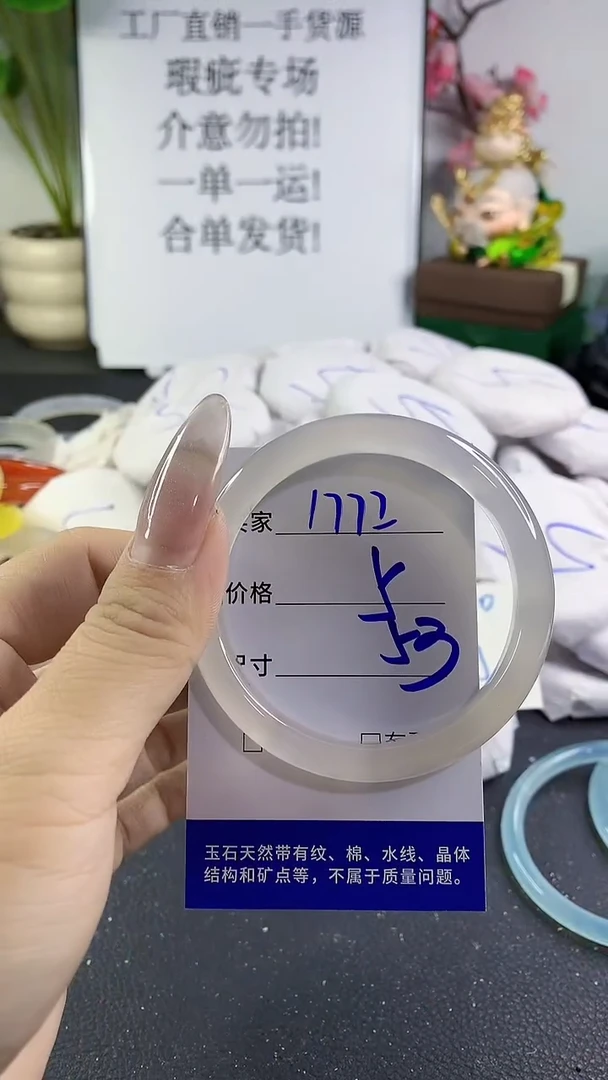 工厂直销一手货源
瑕疵专场
介意勿拍!
一单一运!
合单发货!
家 1772
价格
寸 53
玉石天然带有纹、棉、水线、晶体
结构和矿点等，不属于质量问题。